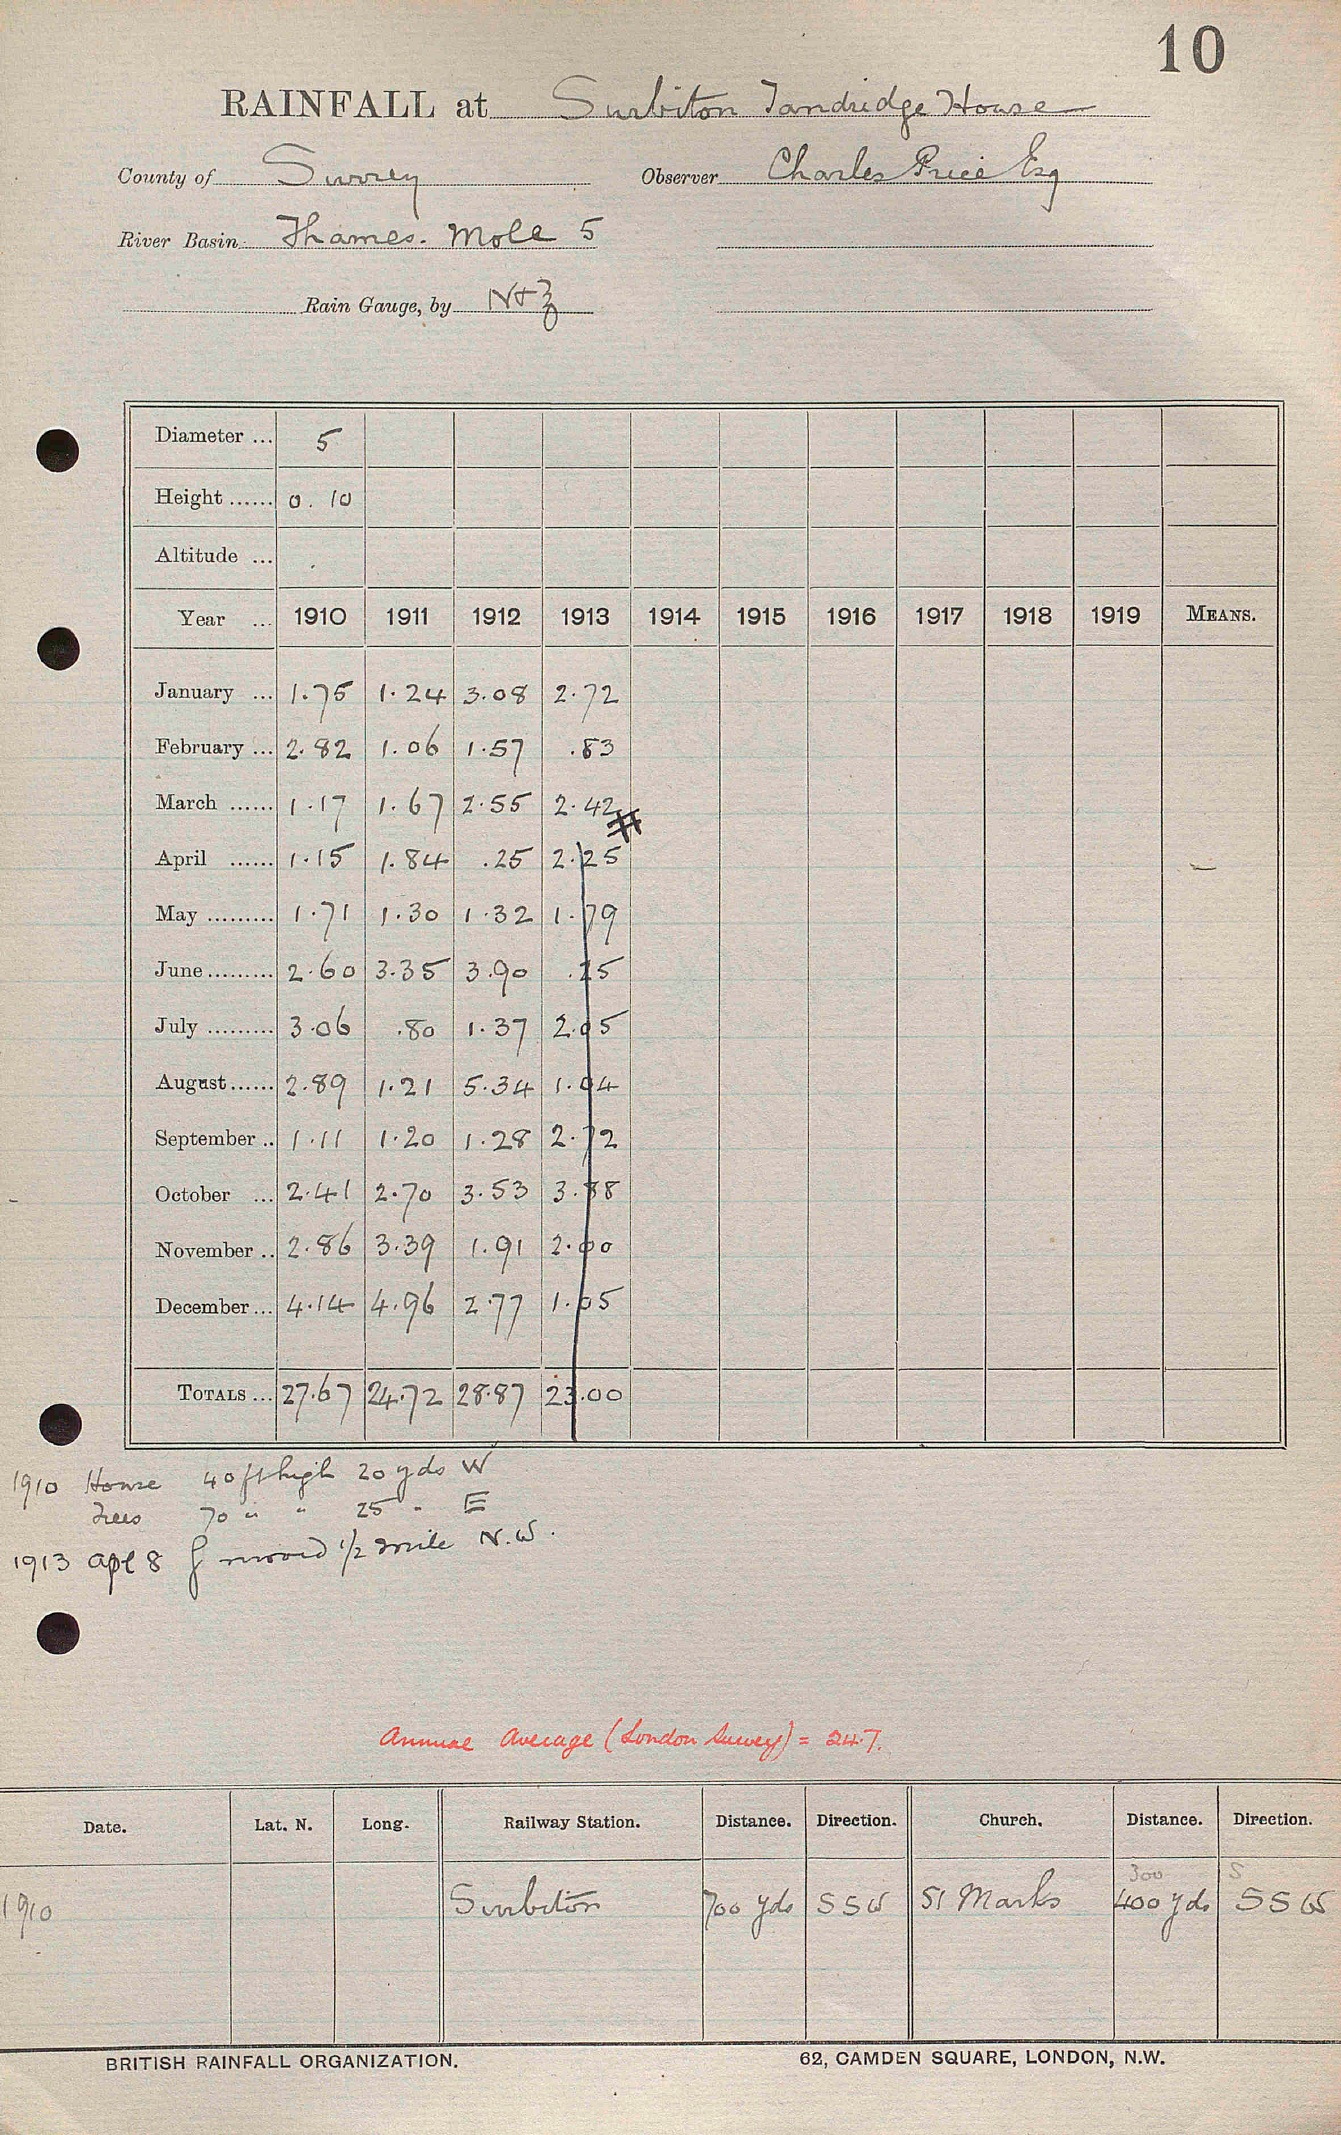 10
RAINFALL at Surbiton Tandridge House
County of Surrey Observer Charles Price Esq
River Basin Thames. Mole 5
Rain Gauge, by N+Z
Diameter ... 5
Height ...... 0. 10
Altitude ...
Year ... 1910 1911 1912 1913 1914 1915 1916 1917 1918 1919 MEANS.
January ... 1.75 1.24 3.08 2.72
February ... 2.82 1.06 1.57 .83
March ...... 1.17 1.67 2.55 2.42 #
April ...... 1.15 1.84 .25 2.25
May ......... 1.71 1.30 1.32 1.79
June ......... 2.60 3.35 3.90 .25
July ......... 3.06 .80 1.37 2.05
August ...... 2.89 1.21 5.34 1.04
September .. 1.11 1.20 1.28 2.72
October ... 2.41 2.70 3.53 3.88
November .. 2.86 3.39 1.91 2.00
December ... 4.14 4.96 2.77 1.05
TOTALS ... 27.67 24.72 28.87 23.00
1910 House 40 ft high 20 yds W
Trees 70 " " 25 " E
1913 Apl 8 G moved 1/2 mile N.W.
Annual Average (London Survey) = 24.7.
Date. Lat. N. Long. Railway Station. Distance. Direction. Church. Distance. Direction.
300 S
1910 Surbiton 700 yds SSW St Marks 400 yds SSW
BRITISH RAINFALL ORGANIZATION. 62, CAMDEN SQUARE, LONDON, N.W.